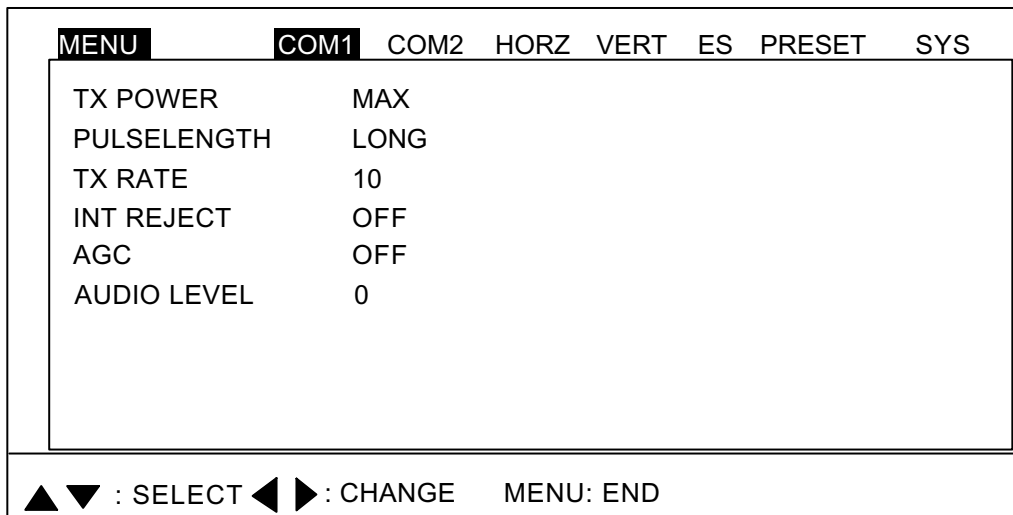 MENU COM1 COM2 HORZ VERT ES PRESET SYS
TX POWER MAX
PULSELENGTH LONG
TX RATE 10
INT REJECT OFF
AGC OFF
AUDIO LEVEL 0
▲ ▼ : SELECT ◀ ▶ : CHANGE MENU: END